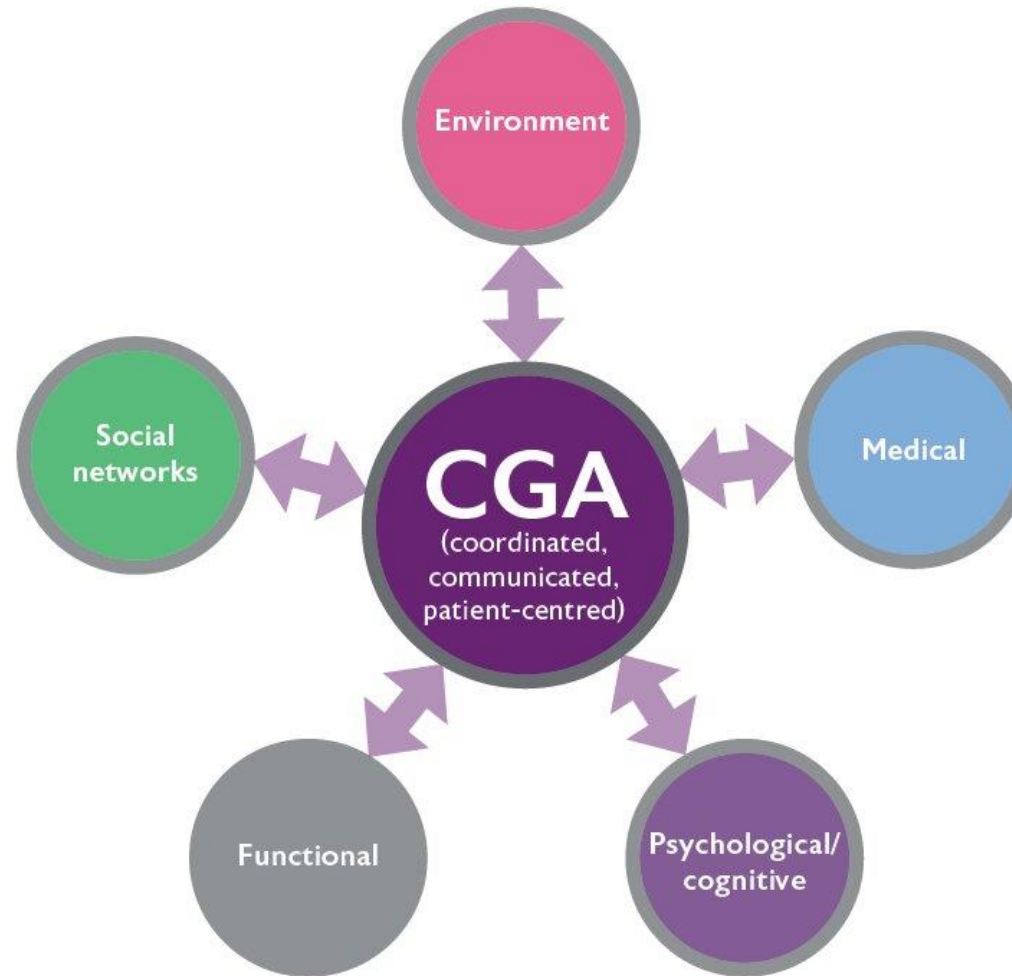 Environment
Social
networks
Medical
CGA
(coordinated,
communicated,
patient-centred)
Functional
Psychological/
cognitive